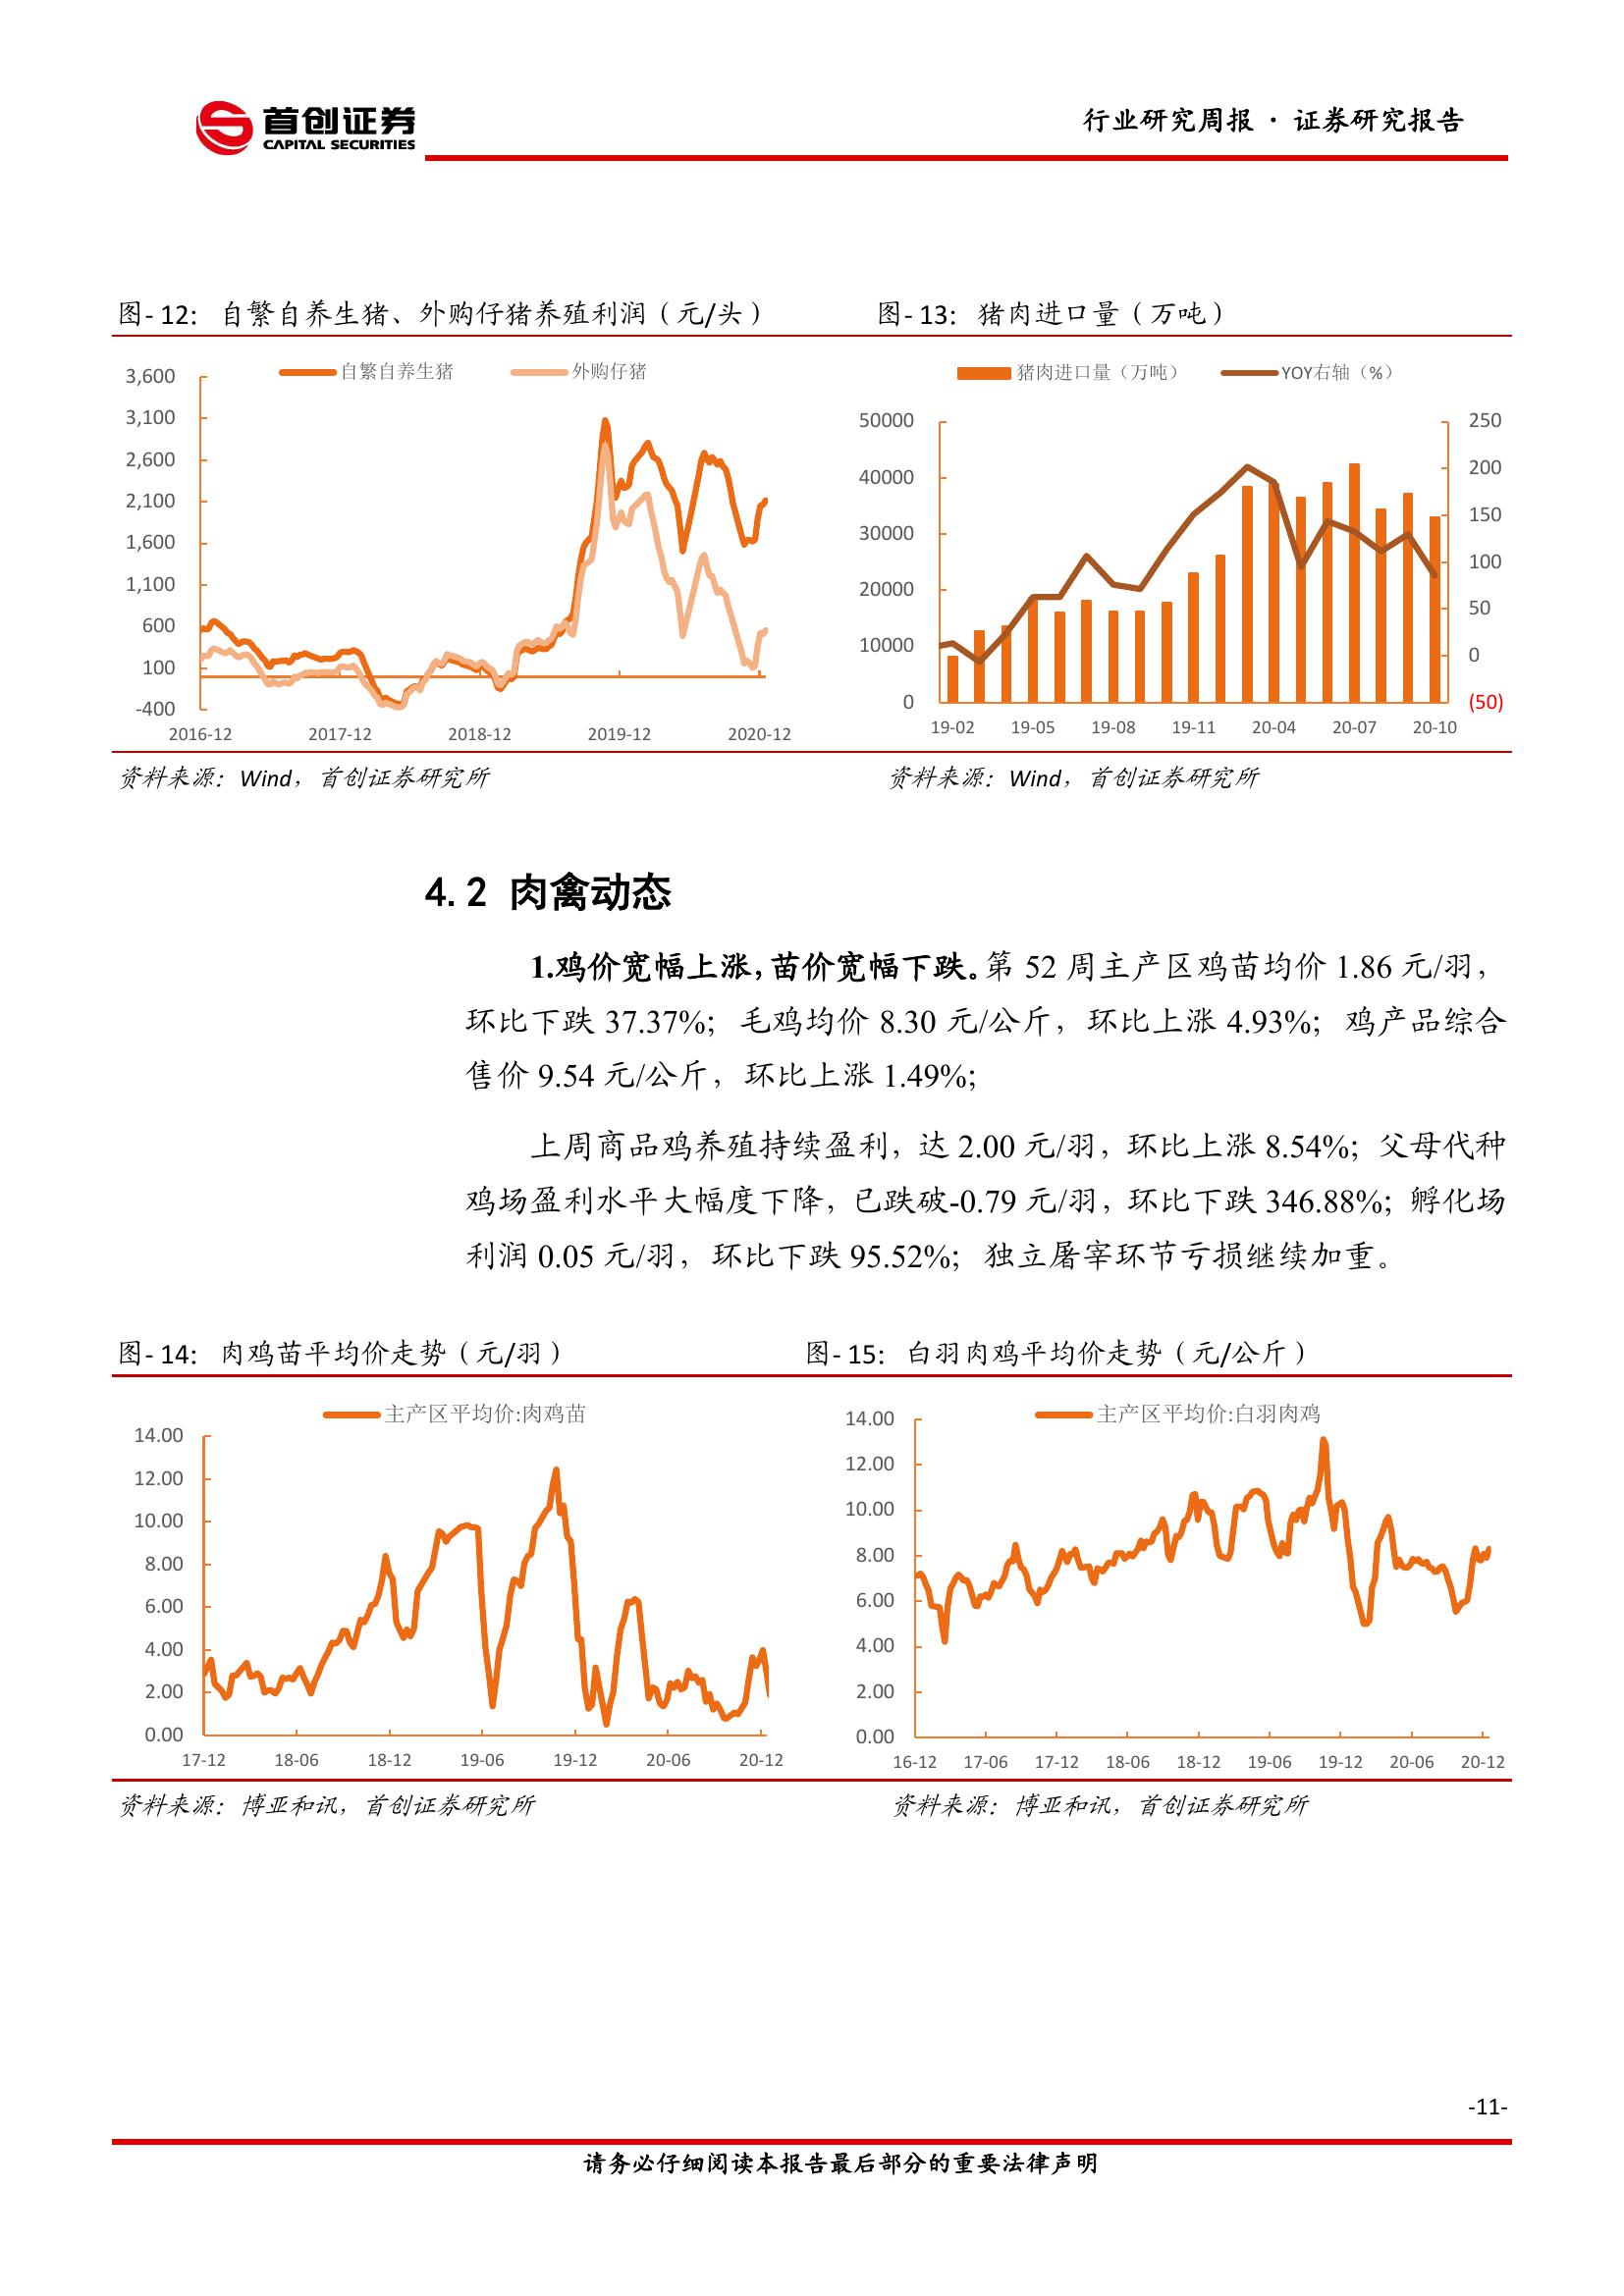 首创证券
CAPITAL SECURITIES
行业研究周报 · 证券研究报告
图- 12： 自繁自养生猪、外购仔猪养殖利润（元/头）
自繁自养生猪 外购仔猪
3,600
3,100
2,600
2,100
1,600
1,100
600
100
-400
2016-12 2017-12 2018-12 2019-12 2020-12
资料来源：Wind，首创证券研究所
图- 13： 猪肉进口量（万吨）
猪肉进口量（万吨） YOY右轴（%）
50000
40000
30000
20000
10000
0
250
200
150
100
50
0
(50)
19-02 19-05 19-08 19-11 20-04 20-07 20-10
资料来源：Wind，首创证券研究所
4.2 肉禽动态
1.鸡价宽幅上涨，苗价宽幅下跌。第 52 周主产区鸡苗均价 1.86 元/羽，
环比下跌 37.37%；毛鸡均价 8.30 元/公斤，环比上涨 4.93%；鸡产品综合
售价 9.54 元/公斤，环比上涨 1.49%;
上周商品鸡养殖持续盈利，达 2.00 元/羽，环比上涨 8.54%；父母代种
鸡场盈利水平大幅度下降，已跌破-0.79 元/羽，环比下跌 346.88%；孵化场
利润 0.05 元/羽，环比下跌 95.52%；独立屠宰环节亏损继续加重。
图- 14： 肉鸡苗平均价走势（元/羽）
主产区平均价:肉鸡苗
14.00
12.00
10.00
8.00
6.00
4.00
2.00
0.00
17-12 18-06 18-12 19-06 19-12 20-06 20-12
资料来源：博亚和讯，首创证券研究所
图- 15： 白羽肉鸡平均价走势（元/公斤）
主产区平均价:白羽肉鸡
14.00
12.00
10.00
8.00
6.00
4.00
2.00
0.00
16-12 17-06 17-12 18-06 18-12 19-06 19-12 20-06 20-12
资料来源：博亚和讯，首创证券研究所
-11-
请务必仔细阅读本报告最后部分的重要法律声明